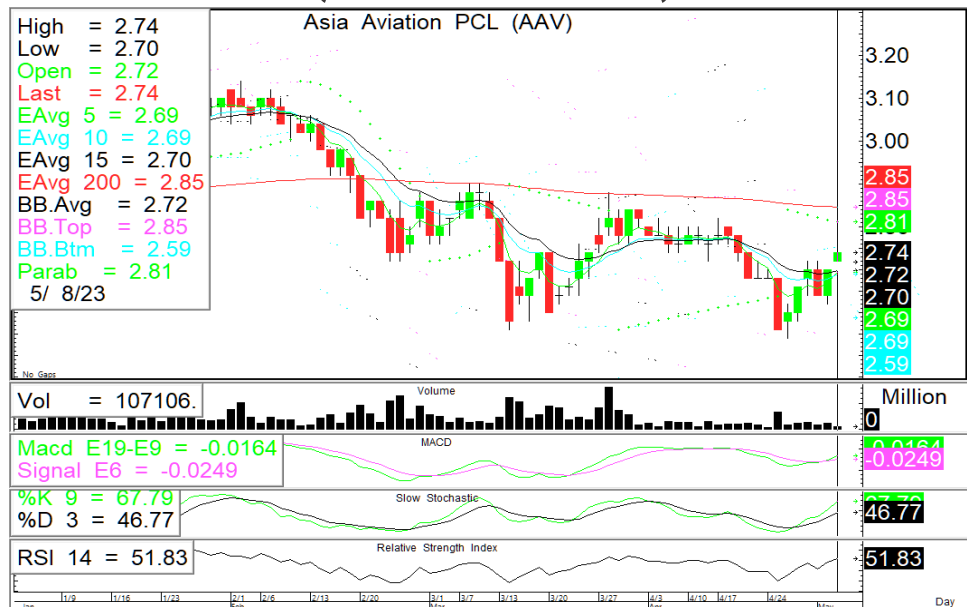 Asia Aviation PCL (AAV)
High = 2.74
Low = 2.70
Open = 2.72
Last = 2.74
EAvg 5 = 2.69
EAvg 10 = 2.69
EAvg 15 = 2.70
EAvg 200 = 2.85
BB.Avg = 2.72
BB.Top = 2.85
BB.Btm = 2.59
Parab = 2.81
5/ 8/23
3.20
3.10
3.00
2.85
2.85
2.81
2.74
2.72
2.70
2.69
2.69
2.59
No Gaps
Vol = 107106.
Volume
Million
0
Macd E19-E9 = -0.0164
Signal E6 = -0.0249
MACD
-0.0164
-0.0249
%K 9 = 67.79
%D 3 = 46.77
Slow Stochastic
46.77
RSI 14 = 51.83
Relative Strength Index
51.83
1/9 1/16 1/23 2/1 2/6 2/13 2/20 3/1 3/7 3/13 3/20 3/27 4/3 4/10 4/17 4/24
Day